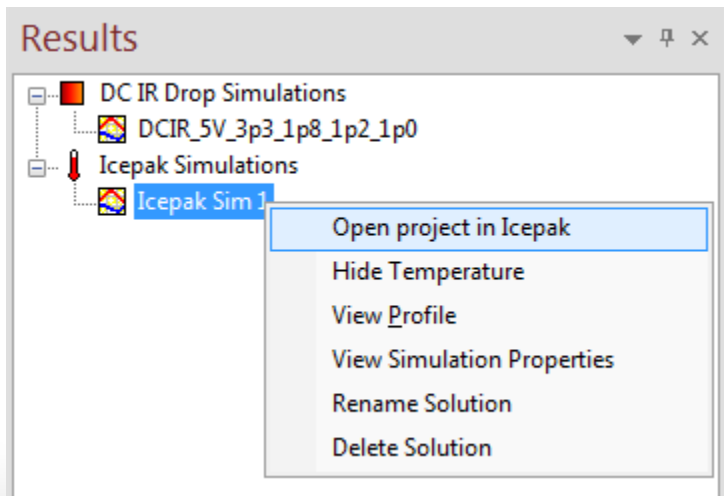 Results
DC IR Drop Simulations
DCIR_5V_3p3_1p8_1p2_1p0
Icepak Simulations
Icepak Sim 1
Open project in Icepak
Hide Temperature
View Profile
View Simulation Properties
Rename Solution
Delete Solution